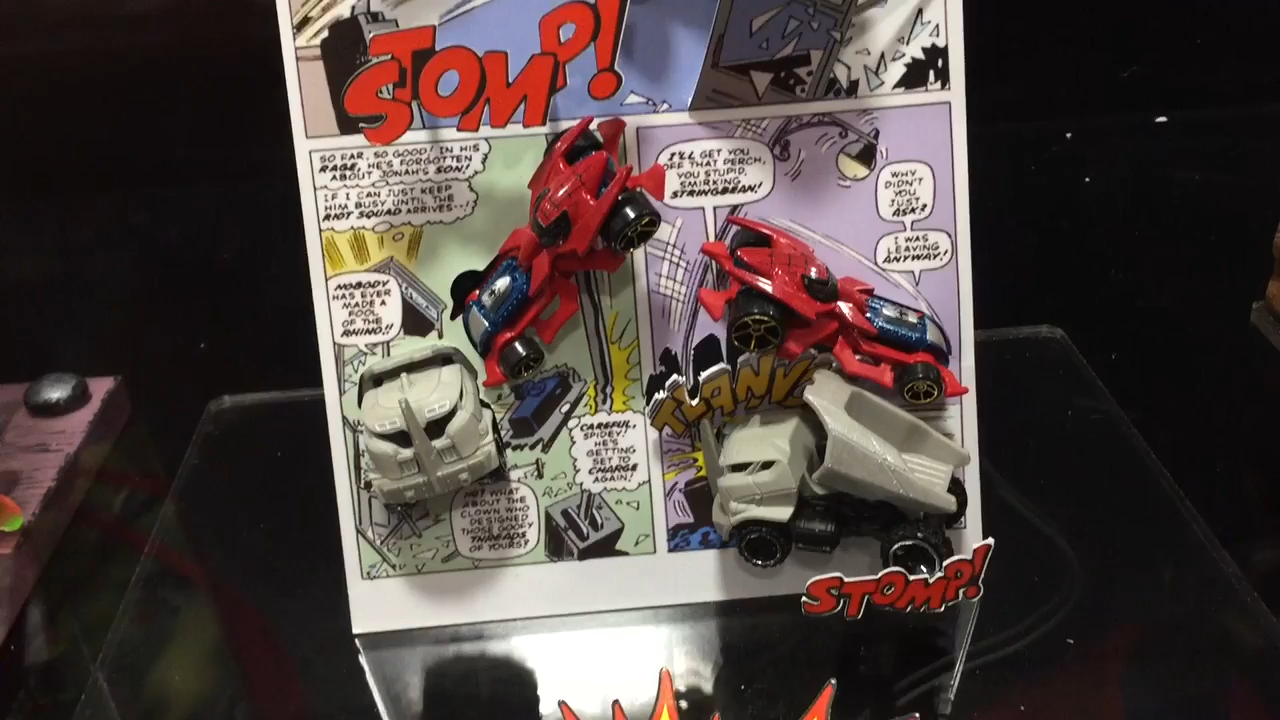 STOMP!
SO FAR, SO GOOD! IN HIS
RAGE, HE'S FORGOTTEN
ABOUT JONAH'S SON!
IF I CAN JUST KEEP
HIM BUSY UNTIL THE
RIOT SQUAD ARRIVES--!
NOBODY
HAS EVER
MADE A
FOOL
OF THE
RHINO!!
CAREFUL,
SPIDEY!
HE'S
GETTING
SET TO
CHARGE
AGAIN!
WHAT
ABOUT THE
CLOWN WHO
DESIGNED
THOSE GOOFY
THREADS
OF YOURS?
I'LL GET YOU
OFF THAT PERCH,
YOU STUPID,
SMIRKING
STRINGBEAN!
WHY
DIDN'T
YOU
JUST
ASK?
I WAS
LEAVING
ANYWAY!
STOMP!